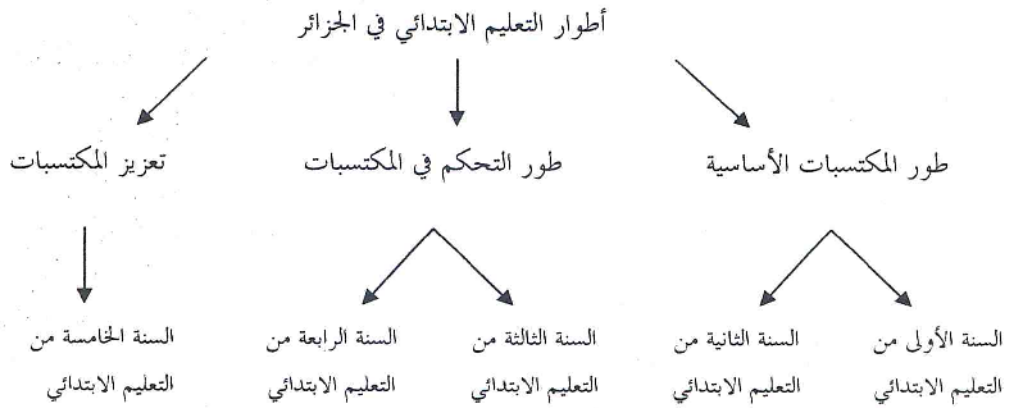 أطوار التعليم الابتدائي في الجزائر
طور المكتسبات الأساسية
طور التحكم في المكتسبات
تعزيز المكتسبات
السنة الأولى من
التعليم الابتدائي
السنة الثانية من
التعليم الابتدائي
السنة الثالثة من
التعليم الابتدائي
السنة الرابعة من
التعليم الابتدائي
السنة الخامسة من
التعليم الابتدائي